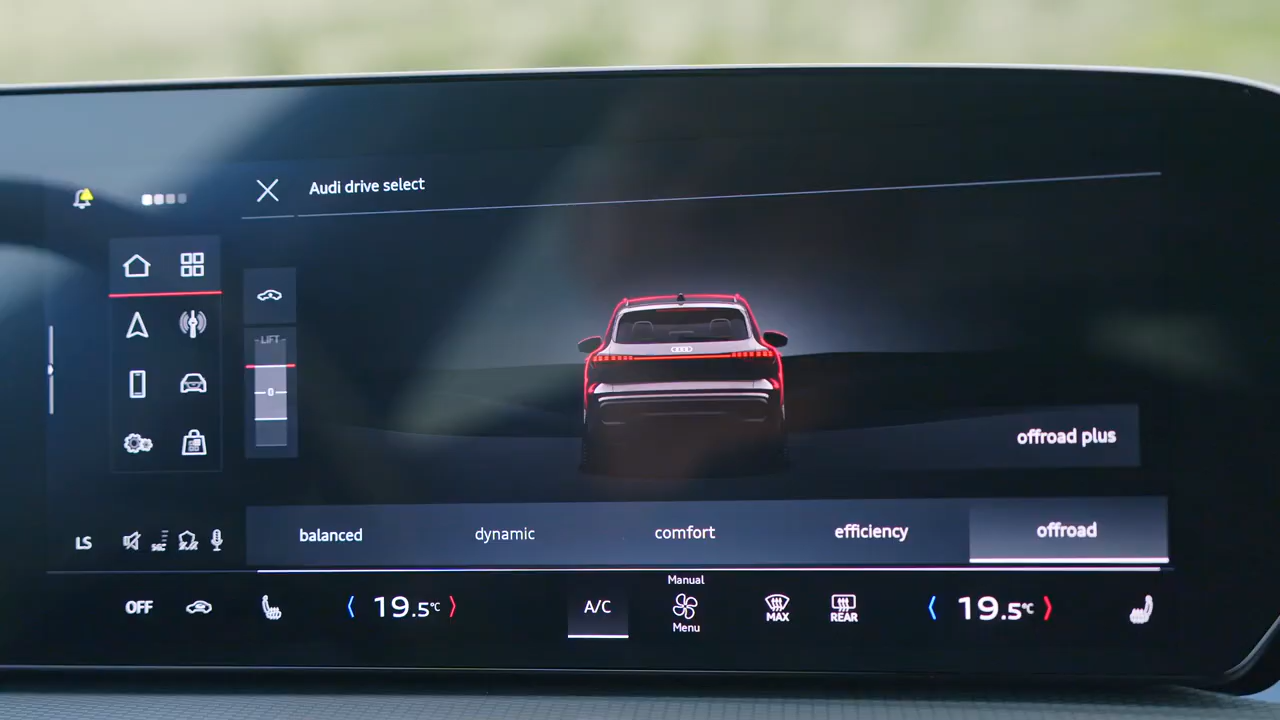 Audi drive select
LIFT
0
offroad plus
balanced dynamic comfort efficiency offroad
LS
Manual
OFF 19.5°C A/C Menu MAX REAR 19.5°C